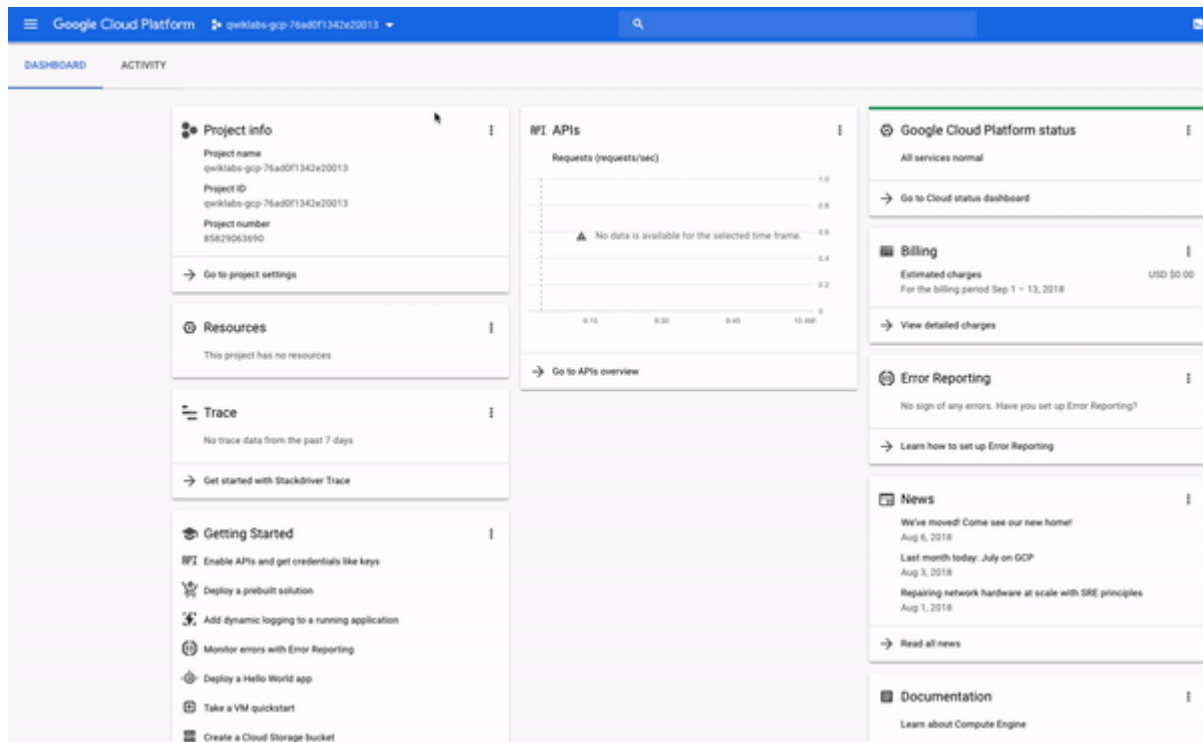 Google Cloud Platform
qwiklabs-gcp-76ad0f1342e20013
DASHBOARD
ACTIVITY
Project info
Project name
qwiklabs-gcp-76ad0f1342e20013
Project ID
qwiklabs-gcp-76ad0f1342e20013
Project number
85829063690
Go to project settings
Resources
This project has no resources
Trace
No trace data from the past 7 days
Get started with Stackdriver Trace
Getting Started
API Enable APIs and get credentials like keys
Deploy a prebuilt solution
Add dynamic logging to a running application
Monitor errors with Error Reporting
Deploy a Hello World app
Take a VM quickstart
Create a Cloud Storage bucket
API APIs
Requests (requests/sec)
1.0
0.8
No data is available for the selected time frame.
0.6
0.4
0.2
0
9:15 9:30 9:45 10 AM
Go to APIs overview
Google Cloud Platform status
All services normal
Go to Cloud status dashboard
Billing
Estimated charges USD $0.00
For the billing period Sep 1 – 13, 2018
View detailed charges
Error Reporting
No sign of any errors. Have you set up Error Reporting?
Learn how to set up Error Reporting
News
We've moved! Come see our new home!
Aug 6, 2018
Last month today: July on GCP
Aug 3, 2018
Repairing network hardware at scale with SRE principles
Aug 1, 2018
Read all news
Documentation
Learn about Compute Engine